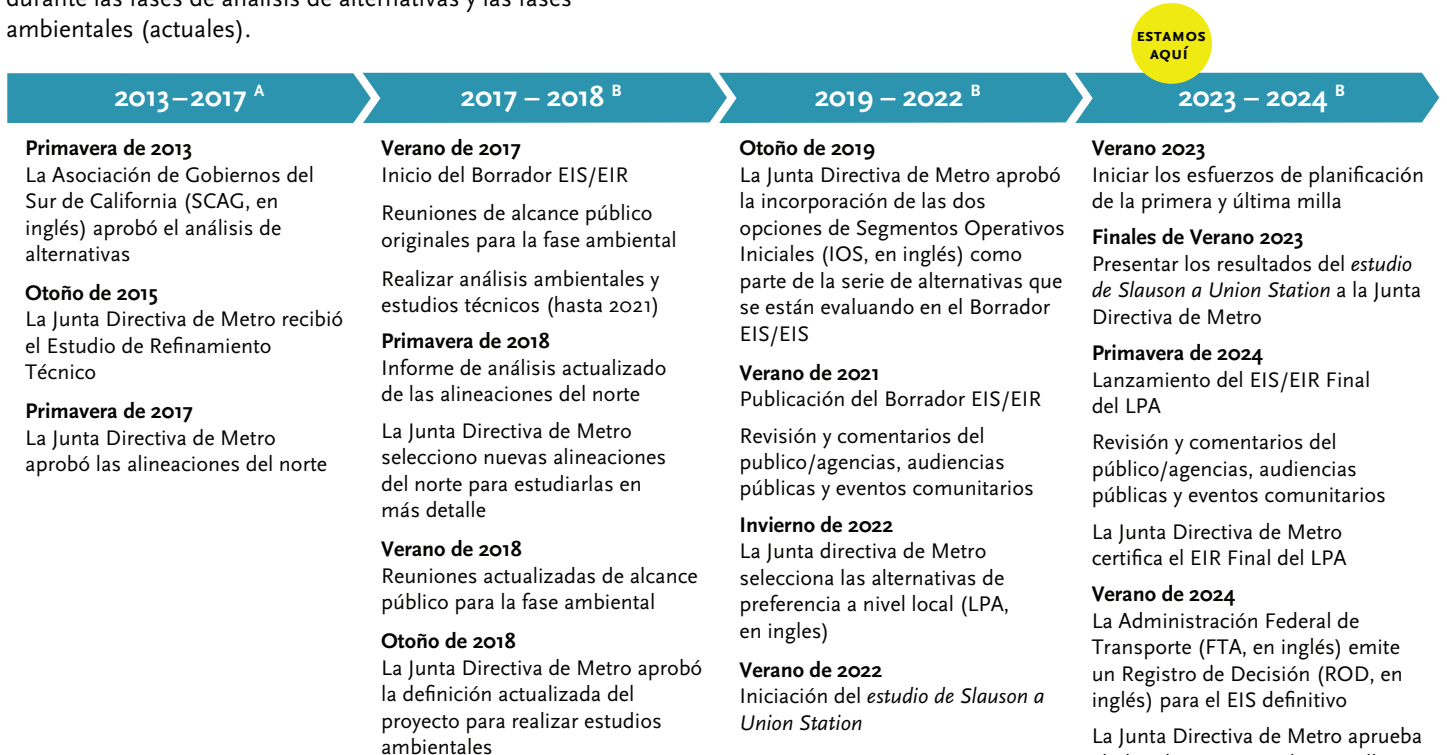 durante las fases de análisis de alternativas y las fases
ambientales (actuales).
ESTAMOS
AQUÍ
2013–2017 A
2017 – 2018 B
2019 – 2022 B
2023 – 2024 B
Primavera de 2013
La Asociación de Gobiernos del
Sur de California (SCAG, en
inglés) aprobó el análisis de
alternativas
Otoño de 2015
La Junta Directiva de Metro recibió
el Estudio de Refinamiento
Técnico
Primavera de 2017
La Junta Directiva de Metro
aprobó las alineaciones del norte
Verano de 2017
Inicio del Borrador EIS/EIR
Reuniones de alcance público
originales para la fase ambiental
Realizar análisis ambientales y
estudios técnicos (hasta 2021)
Primavera de 2018
Informe de análisis actualizado
de las alineaciones del norte
La Junta Directiva de Metro
selecciono nuevas alineaciones
del norte para estudiarlas en
más detalle
Verano de 2018
Reuniones actualizadas de alcance
público para la fase ambiental
Otoño de 2018
La Junta Directiva de Metro aprobó
la definición actualizada del
proyecto para realizar estudios
ambientales
Otoño de 2019
La Junta Directiva de Metro aprobó
la incorporación de las dos
opciones de Segmentos Operativos
Iniciales (IOS, en inglés) como
parte de la serie de alternativas que
se están evaluando en el Borrador
EIS/EIS
Verano de 2021
Publicación del Borrador EIS/EIR
Revisión y comentarios del
publico/agencias, audiencias
públicas y eventos comunitarios
Invierno de 2022
La Junta directiva de Metro
selecciona las alternativas de
preferencia a nivel local (LPA,
en ingles)
Verano de 2022
Iniciación del estudio de Slauson a
Union Station
Verano 2023
Iniciar los esfuerzos de planificación
de la primera y última milla
Finales de Verano 2023
Presentar los resultados del estudio
de Slauson a Union Station a la Junta
Directiva de Metro
Primavera de 2024
Lanzamiento del EIS/EIR Final
del LPA
Revisión y comentarios del
público/agencias, audiencias
públicas y eventos comunitarios
La Junta Directiva de Metro
certifica el EIR Final del LPA
Verano de 2024
La Administración Federal de
Transporte (FTA, en inglés) emite
un Registro de Decisión (ROD, en
inglés) para el EIS definitivo
La Junta Directiva de Metro aprueba